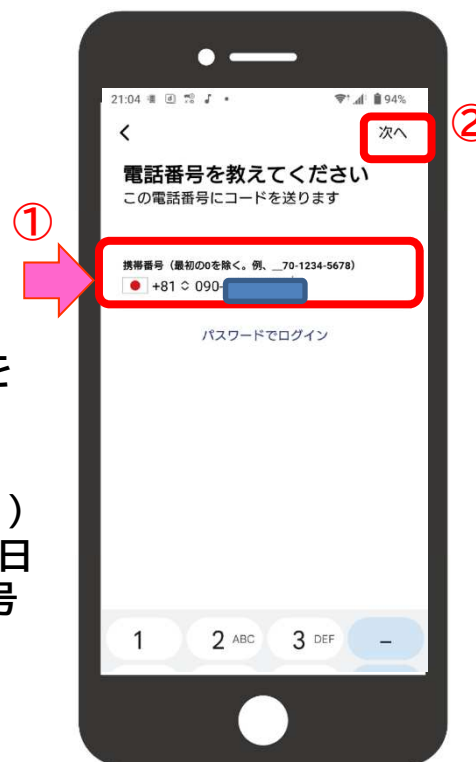 21:04 94%
②
次へ
電話番号を教えてください
この電話番号にコードを送ります
①
携帯番号（最初の0を除く。例、__70-1234-5678）
+81 090-
パスワードでログイン
を
）
日
号
1 2 ABC 3 DEF –